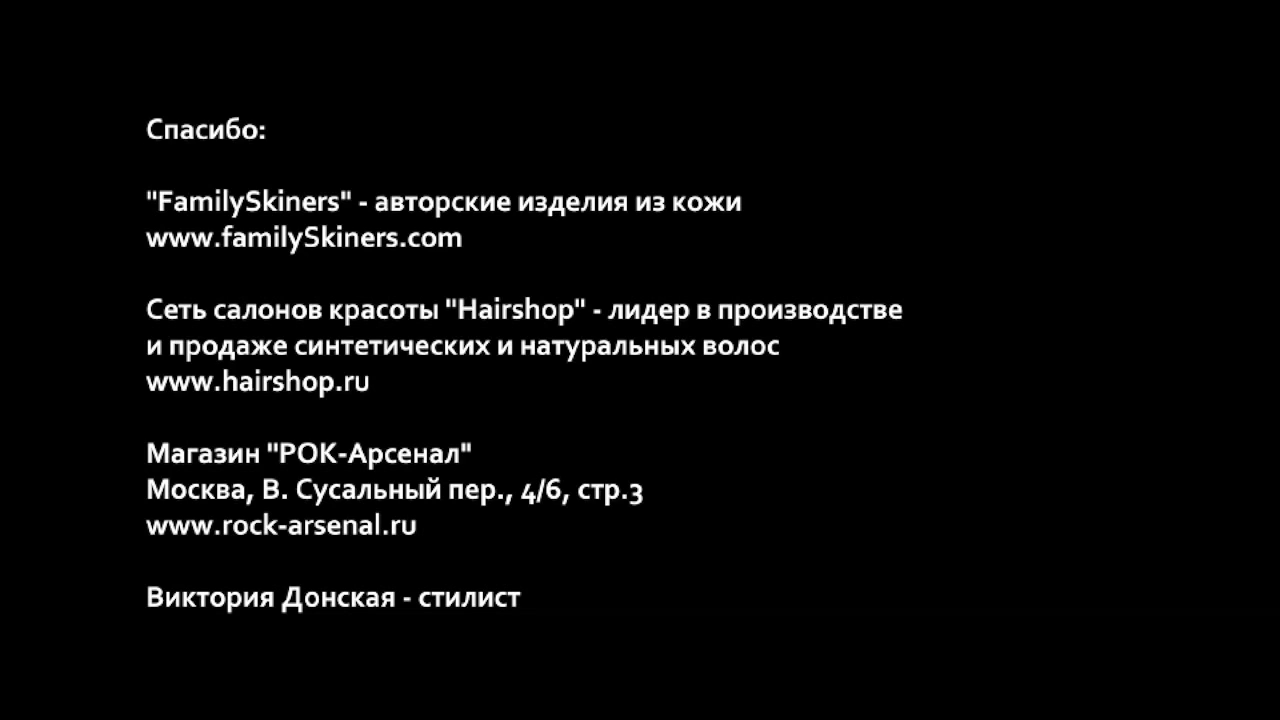 Спасибо:
"FamilySkiners" - авторские изделия из кожи
www.familySkiners.com
Сеть салонов красоты "Hairshop" - лидер в производстве
и продаже синтетических и натуральных волос
www.hairshop.ru
Магазин "РОК-Арсенал"
Москва, В. Сусальный пер., 4/6, стр.3
www.rock-arsenal.ru
Виктория Донская - стилист